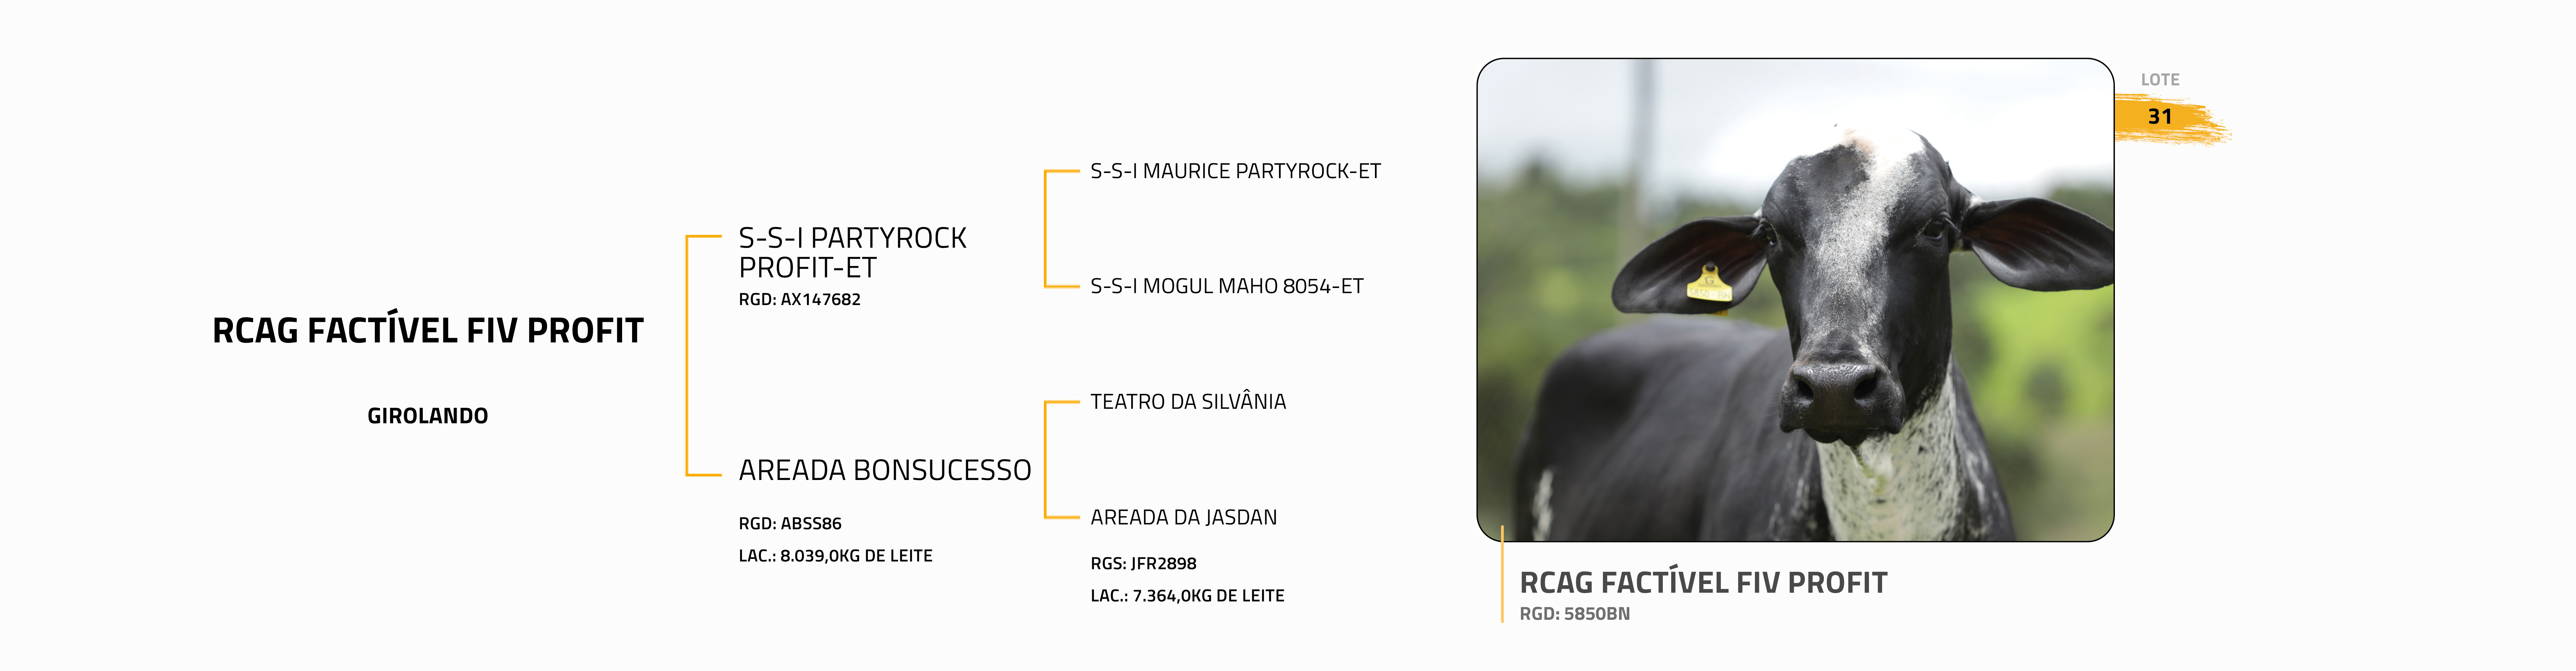 RCAG FACTÍVEL FIV PROFIT
GIROLANDO
S-S-I PARTYROCK
PROFIT-ET
RGD: AX147682
AREADA BONSUCESSO
RGD: ABSS86
LAC.: 8.039,0KG DE LEITE
S-S-I MAURICE PARTYROCK-ET
S-S-I MOGUL MAHO 8054-ET
TEATRO DA SILVÂNIA
AREADA DA JASDAN
RGS: JFR2898
LAC.: 7.364,0KG DE LEITE
LOTE
31
G
RCAG FACTÍVEL FIV PROFIT
RGD: 5850BN